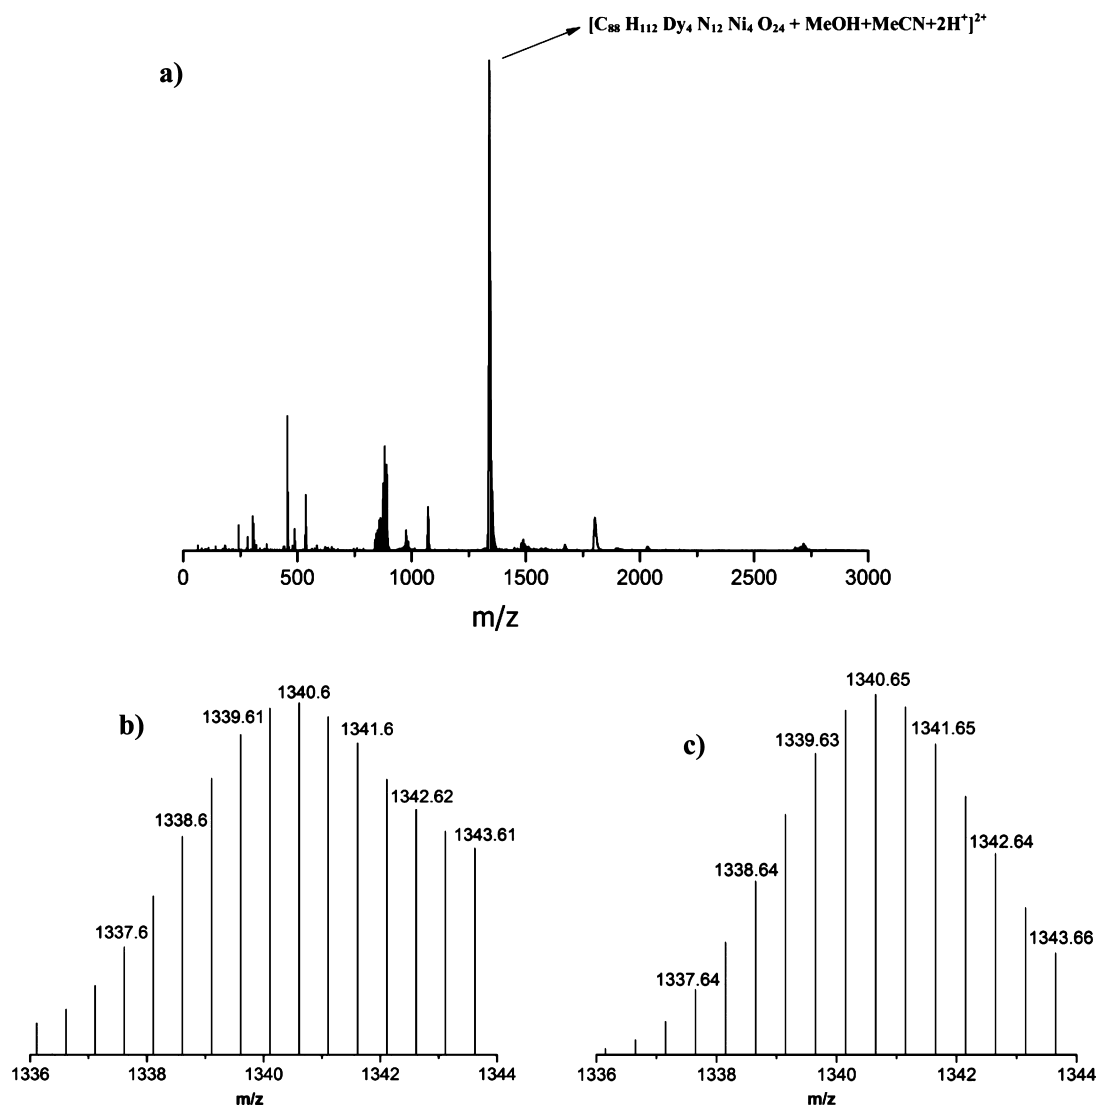 [C₈₈ H₁₁₂ Dy₄ N₁₂ Ni₄ O₂₄ + MeOH+MeCN+2H⁺]²⁺
a)
0 500 1000 1500 2000 2500 3000
m/z
b)
1337.6
1338.6
1339.61
1340.6
1341.6
1342.62
1343.61
1336 1338 1340 1342 1344
m/z
c)
1337.64
1338.64
1339.63
1340.65
1341.65
1342.64
1343.66
1336 1338 1340 1342 1344
m/z